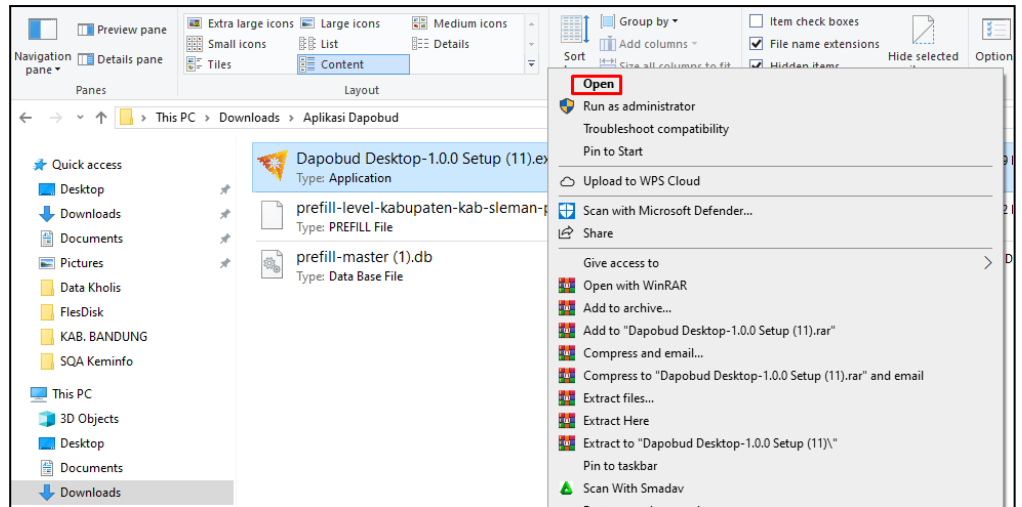 Preview pane
Navigation pane
Details pane
Panes
Extra large icons
Large icons
Medium icons
Small icons
List
Details
Tiles
Content
Layout
Sort
Group by
Add columns
Size all columns to fit
Item check boxes
File name extensions
Hidden items
Hide selected
Option
This PC > Downloads > Aplikasi Dapobud
Quick access
Desktop
Downloads
Documents
Pictures
Data Kholis
FlesDisk
KAB. BANDUNG
SQA Keminfo
This PC
3D Objects
Desktop
Documents
Downloads
Dapobud Desktop-1.0.0 Setup (11).ex
Type: Application
prefill-level-kabupaten-kab-sleman-p
Type: PREFILL File
prefill-master (1).db
Type: Data Base File
Open
Run as administrator
Troubleshoot compatibility
Pin to Start
Upload to WPS Cloud
Scan with Microsoft Defender...
Share
Give access to
Open with WinRAR
Add to archive...
Add to "Dapobud Desktop-1.0.0 Setup (11).rar"
Compress and email...
Compress to "Dapobud Desktop-1.0.0 Setup (11).rar" and email
Extract files...
Extract Here
Extract to "Dapobud Desktop-1.0.0 Setup (11)\"
Pin to taskbar
Scan With Smadav